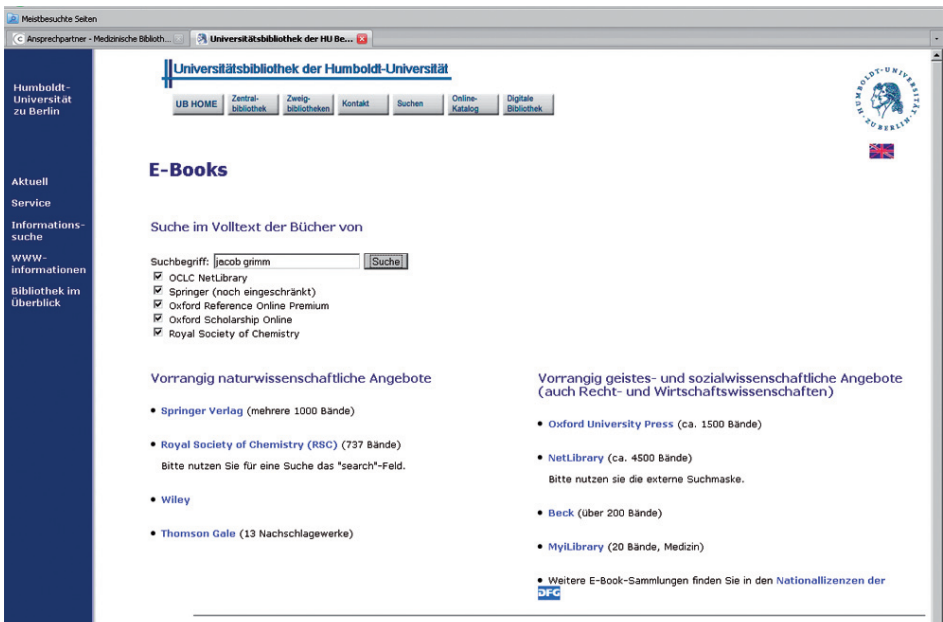 Meistbesuchte Seiten
Ansprechpartner - Medizinische Biblioth...
Universitätsbibliothek der HU Be...
Humboldt-
Universität
zu Berlin
Aktuell
Service
Informations-
suche
WWW-
informationen
Bibliothek im
Überblick
Universitätsbibliothek der Humboldt-Universität
UB HOME
Zentral-
bibliothek
Zweig-
bibliotheken
Kontakt
Suchen
Online-
Katalog
Digitale
Bibliothek
HUMBOLDT-UNIVERSITÄT · ZU BERLIN ·
E-Books
Suche im Volltext der Bücher von
Suchbegriff: jacob grimm Suche
OCLC NetLibrary
Springer (noch eingeschränkt)
Oxford Reference Online Premium
Oxford Scholarship Online
Royal Society of Chemistry
Vorrangig naturwissenschaftliche Angebote
• Springer Verlag (mehrere 1000 Bände)
• Royal Society of Chemistry (RSC) (737 Bände)
Bitte nutzen Sie für eine Suche das "search"-Feld.
• Wiley
• Thomson Gale (13 Nachschlagewerke)
Vorrangig geistes- und sozialwissenschaftliche Angebote
(auch Recht- und Wirtschaftswissenschaften)
• Oxford University Press (ca. 1500 Bände)
• NetLibrary (ca. 4500 Bände)
Bitte nutzen sie die externe Suchmaske.
• Beck (über 200 Bände)
• MyiLibrary (20 Bände, Medizin)
• Weitere E-Book-Sammlungen finden Sie in den Nationallizenzen der
DFG